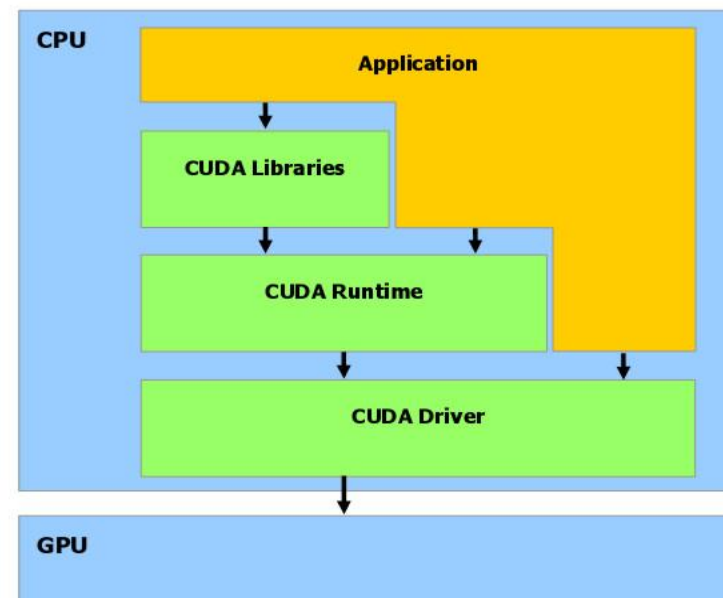 CPU
Application
CUDA Libraries
CUDA Runtime
CUDA Driver
GPU